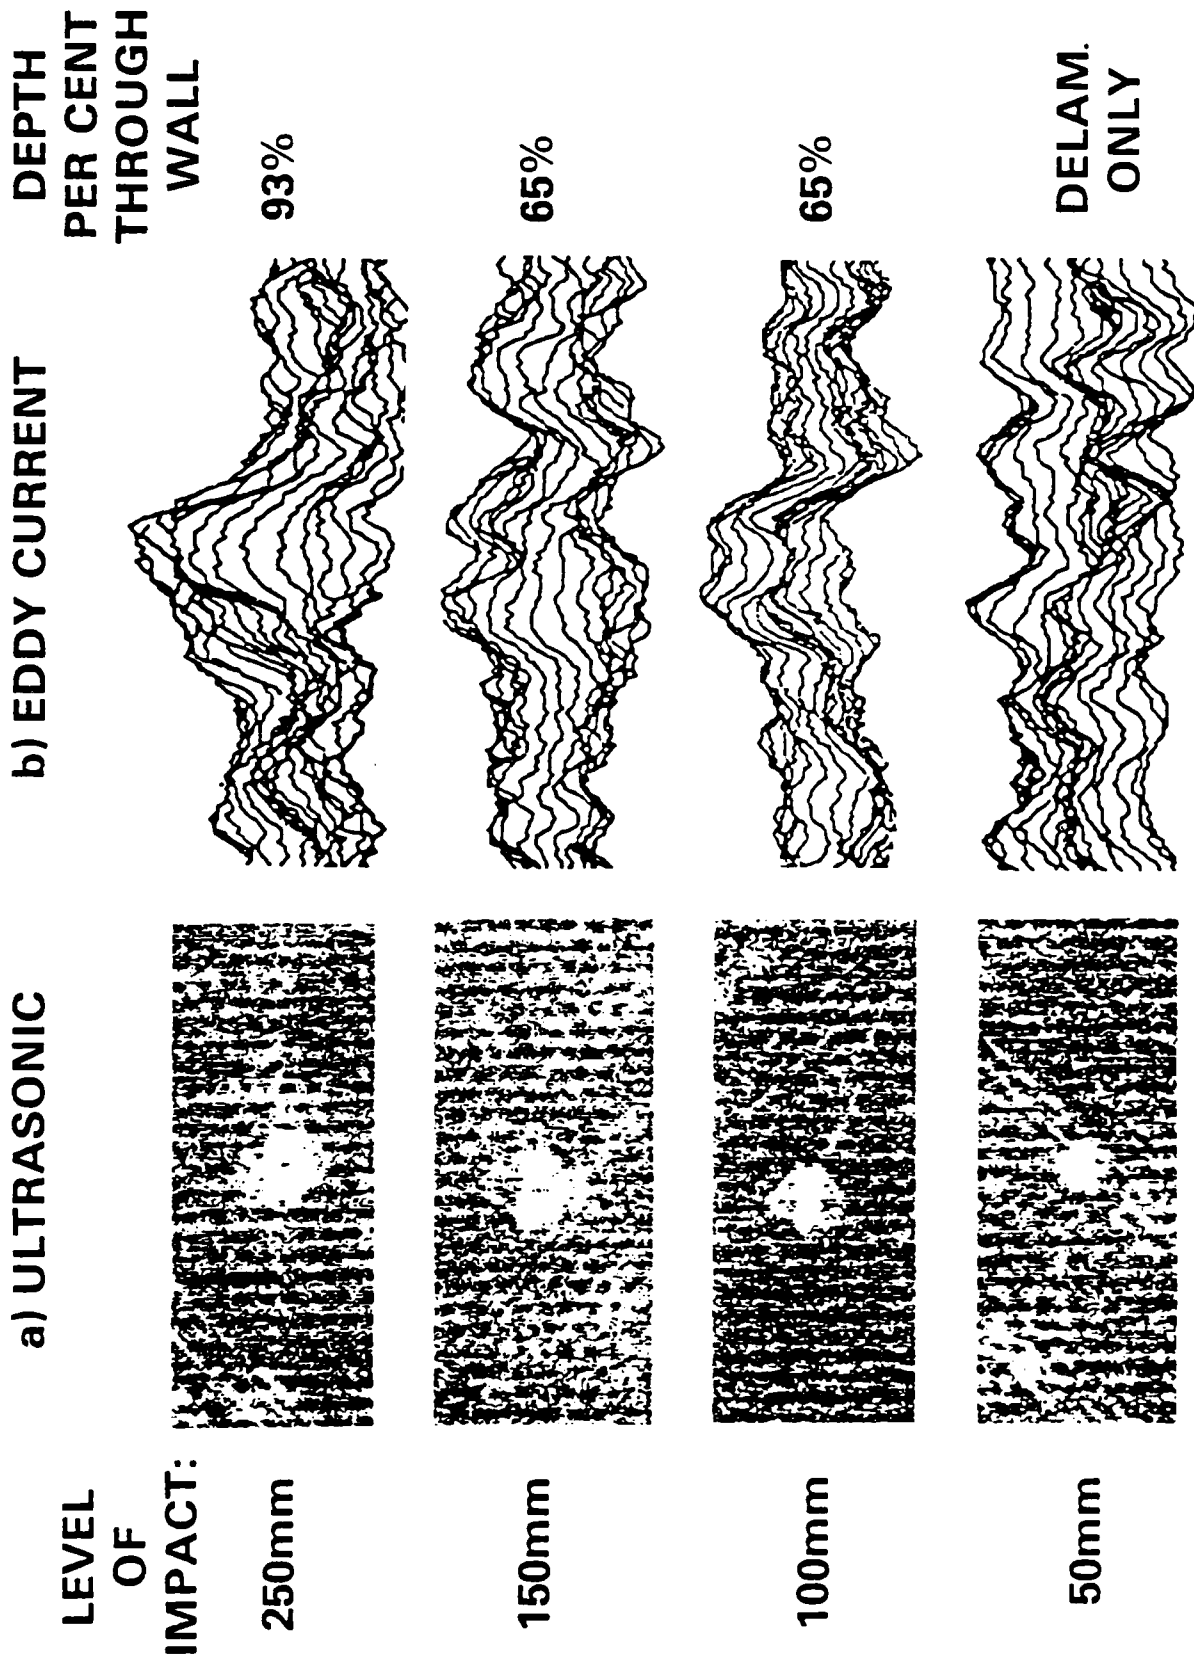 LEVEL
OF
IMPACT:
a) ULTRASONIC
b) EDDY CURRENT
DEPTH
PER CENT
THROUGH
WALL
250mm
93%
150mm
65%
100mm
65%
50mm
DELAM.
ONLY